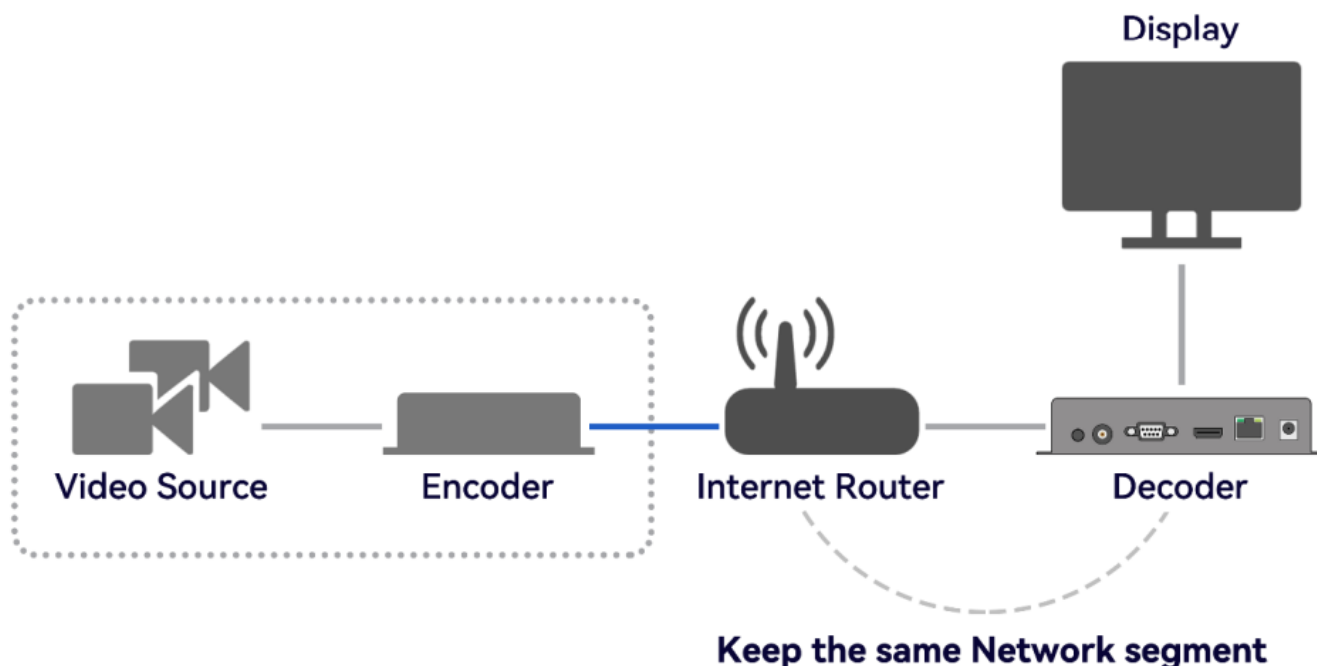 Display
Video Source
Encoder
Internet Router
Decoder
Keep the same Network segment